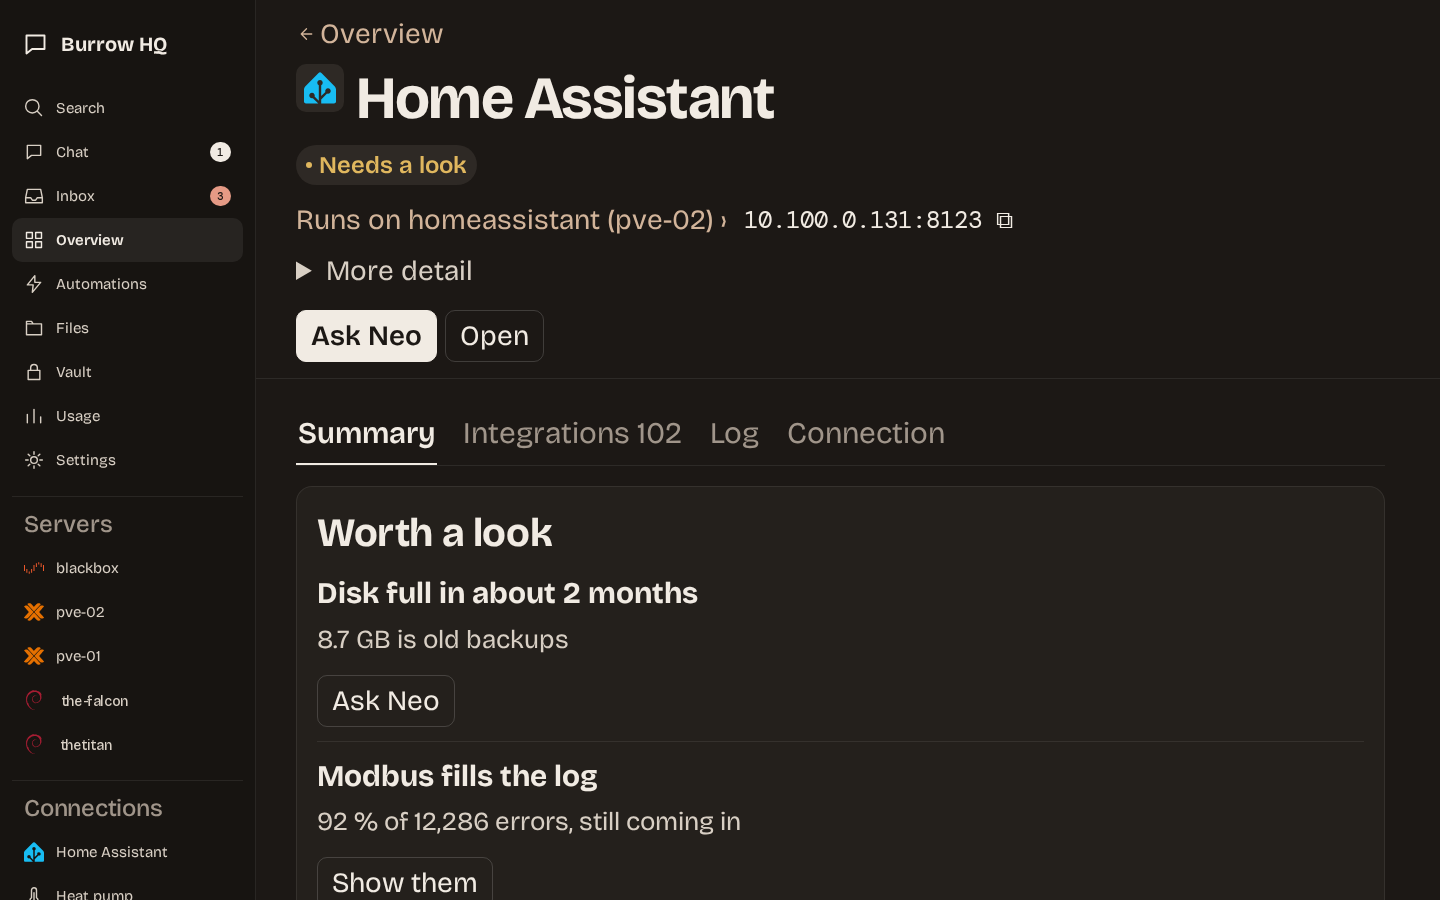 Burrow HQ
Search
Chat 1
Inbox 3
Overview
Automations
Files
Vault
Usage
Settings
Servers
blackbox
pve-02
pve-01
the-falcon
thetitan
Connections
Home Assistant
Heat pump
← Overview
Home Assistant
• Needs a look
Runs on homeassistant (pve-02) › 10.100.0.131:8123
▶ More detail
Ask Neo Open
Summary Integrations 102 Log Connection
Worth a look
Disk full in about 2 months
8.7 GB is old backups
Ask Neo
Modbus fills the log
92 % of 12,286 errors, still coming in
Show them